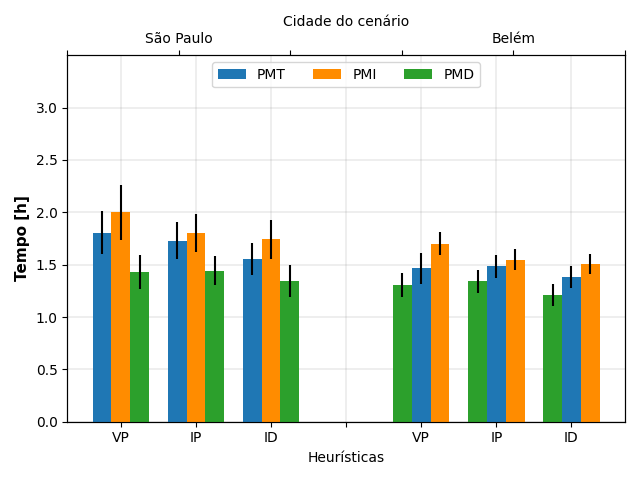 Cidade do cenário
São Paulo Belém
PMT PMI PMD
3.0
2.5
2.0
1.5
1.0
0.5
0.0
Tempo [h]
VP IP ID VP IP ID
Heurísticas